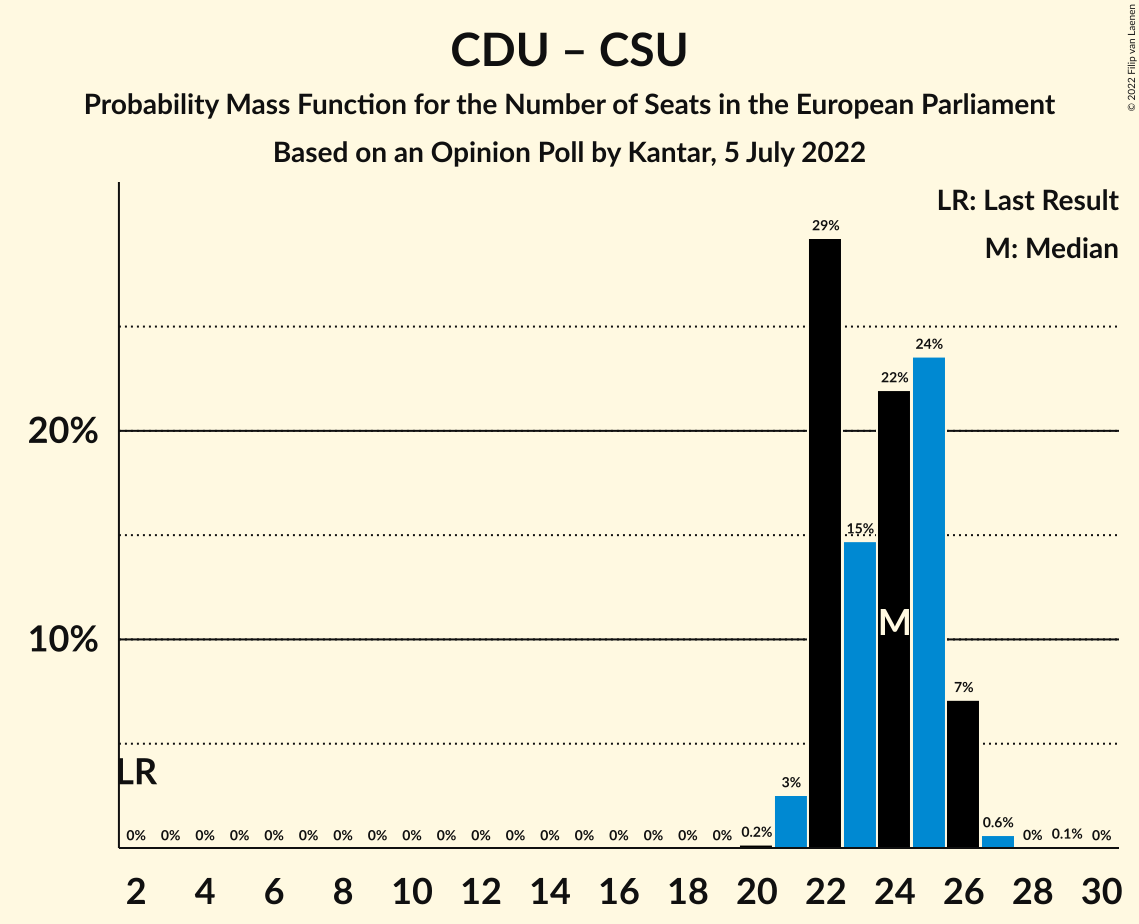 CDU – CSU
Probability Mass Function for the Number of Seats in the European Parliament
Based on an Opinion Poll by Kantar, 5 July 2022
© 2022 Filip van Laenen
LR: Last Result
M: Median
29%
24%
22%
20%
15%
M
10%
7%
LR
3%
0% 0% 0% 0% 0% 0% 0% 0% 0% 0% 0% 0% 0% 0% 0% 0% 0% 0% 0.2% 0.6% 0% 0.1% 0%
2 4 6 8 10 12 14 16 18 20 22 24 26 28 30